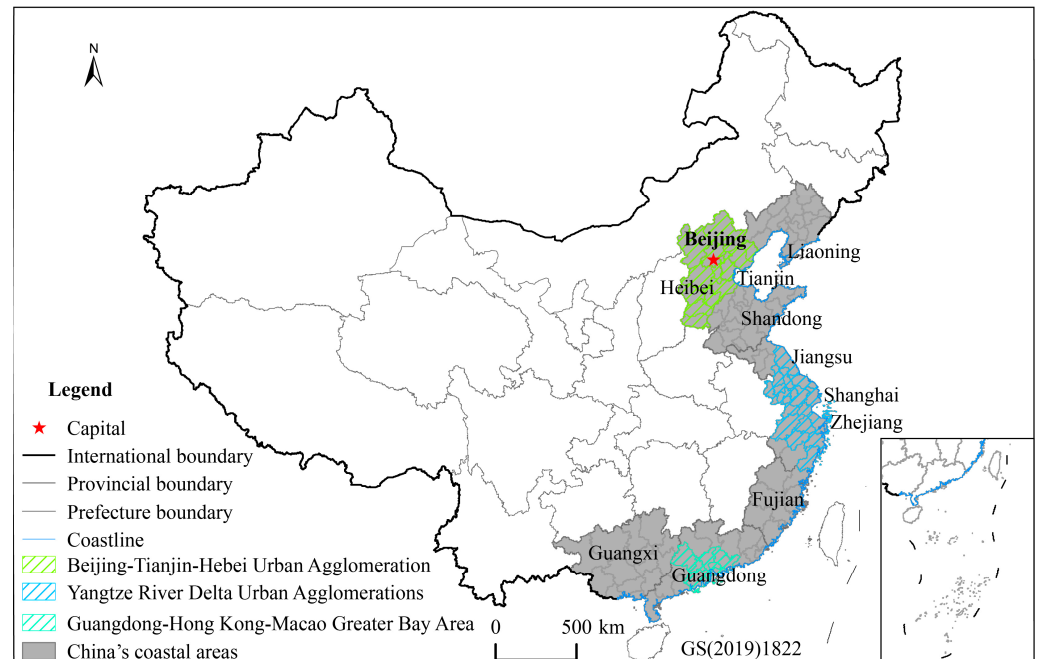 N
Beijing
Liaoning
Tianjin
Heibei
Shandong
Jiangsu
Shanghai
Zhejiang
Fujian
Guangxi
Guangdong
Legend
Capital
International boundary
Provincial boundary
Prefecture boundary
Coastline
Beijing-Tianjin-Hebei Urban Agglomeration
Yangtze River Delta Urban Agglomerations
Guangdong-Hong Kong-Macao Greater Bay Area
China's coastal areas
0 500 km
GS(2019)1822